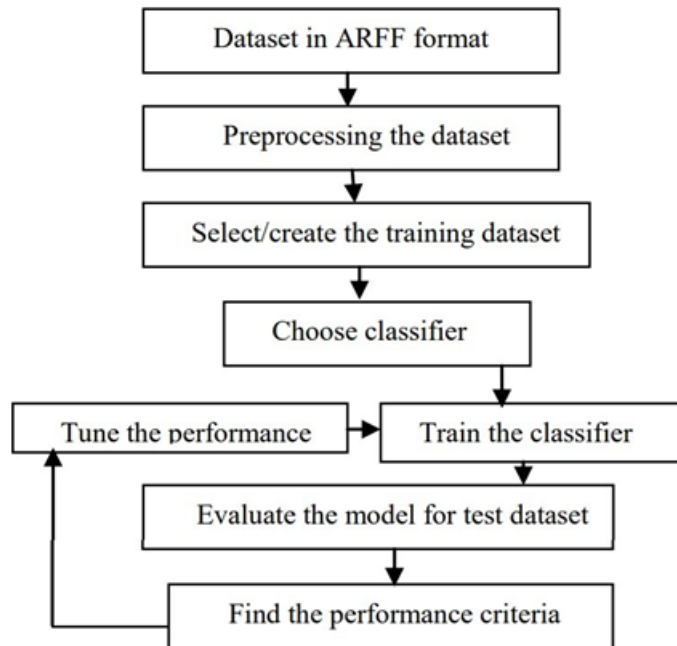 Dataset in ARFF format
Preprocessing the dataset
Select/create the training dataset
Choose classifier
Tune the performance
Train the classifier
Evaluate the model for test dataset
Find the performance criteria